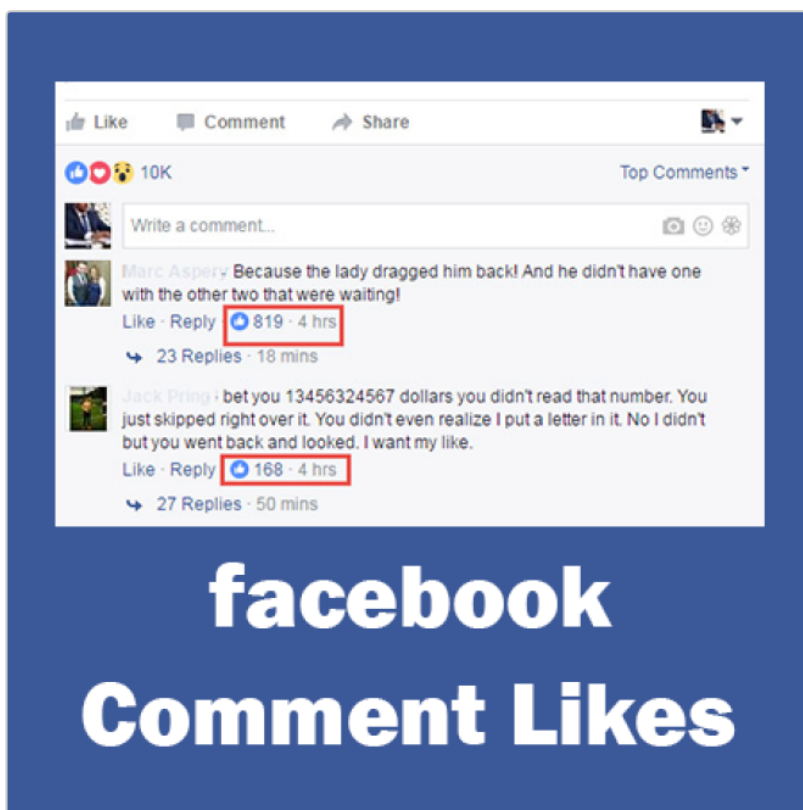 Like Comment Share
10K Top Comments
Write a comment...
Marc Aspery Because the lady dragged him back! And he didn't have one
with the other two that were waiting!
Like · Reply · 819 · 4 hrs
23 Replies · 18 mins
Jack Pring I bet you 13456324567 dollars you didn't read that number. You
just skipped right over it. You didn't even realize I put a letter in it. No I didn't
but you went back and looked. I want my like.
Like · Reply 168 · 4 hrs
27 Replies · 50 mins
facebook
Comment Likes